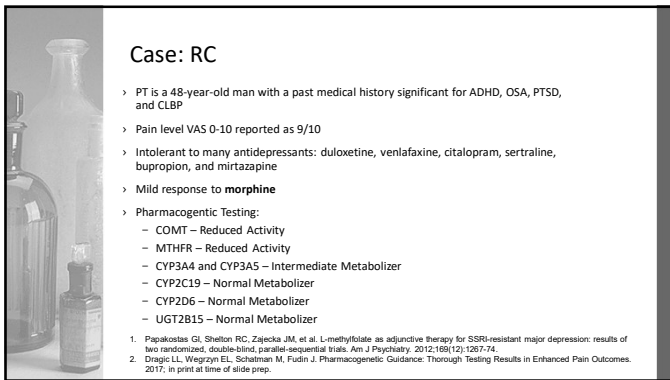 Case: RC
› PT is a 48-year-old man with a past medical history significant for ADHD, OSA, PTSD,
and CLBP
› Pain level VAS 0-10 reported as 9/10
› Intolerant to many antidepressants: duloxetine, venlafaxine, citalopram, sertraline,
bupropion, and mirtazapine
› Mild response to morphine
› Pharmacogentic Testing:
– COMT – Reduced Activity
– MTHFR – Reduced Activity
– CYP3A4 and CYP3A5 – Intermediate Metabolizer
– CYP2C19 – Normal Metabolizer
– CYP2D6 – Normal Metabolizer
– UGT2B15 – Normal Metabolizer
1. Papakostas GI, Shelton RC, Zajecka JM, et al. L-methylfolate as adjunctive therapy for SSRI-resistant major depression: results of
two randomized, double-blind, parallel-sequential trials. Am J Psychiatry. 2012;169(12):1267-74.
2. Dragic LL, Wegrzyn EL, Schatman M, Fudin J. Pharmacogenetic Guidance: Thorough Testing Results in Enhanced Pain Outcomes.
2017; in print at time of slide prep.